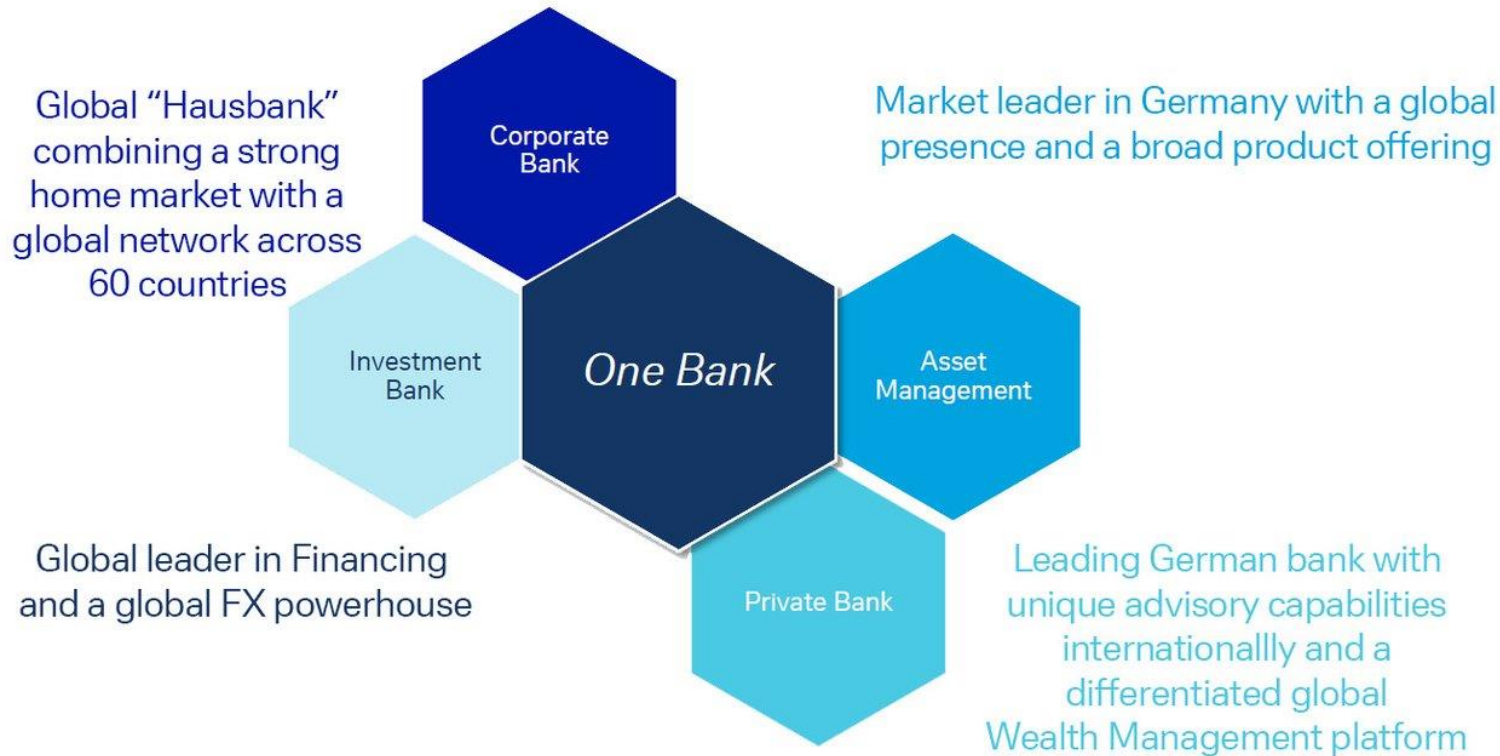 Global “Hausbank”
combining a strong
home market with a
global network across
60 countries
Corporate
Bank
Market leader in Germany with a global
presence and a broad product offering
Investment
Bank
One Bank
Asset
Management
Global leader in Financing
and a global FX powerhouse
Private Bank
Leading German bank with
unique advisory capabilities
internationallly and a
differentiated global
Wealth Management platform